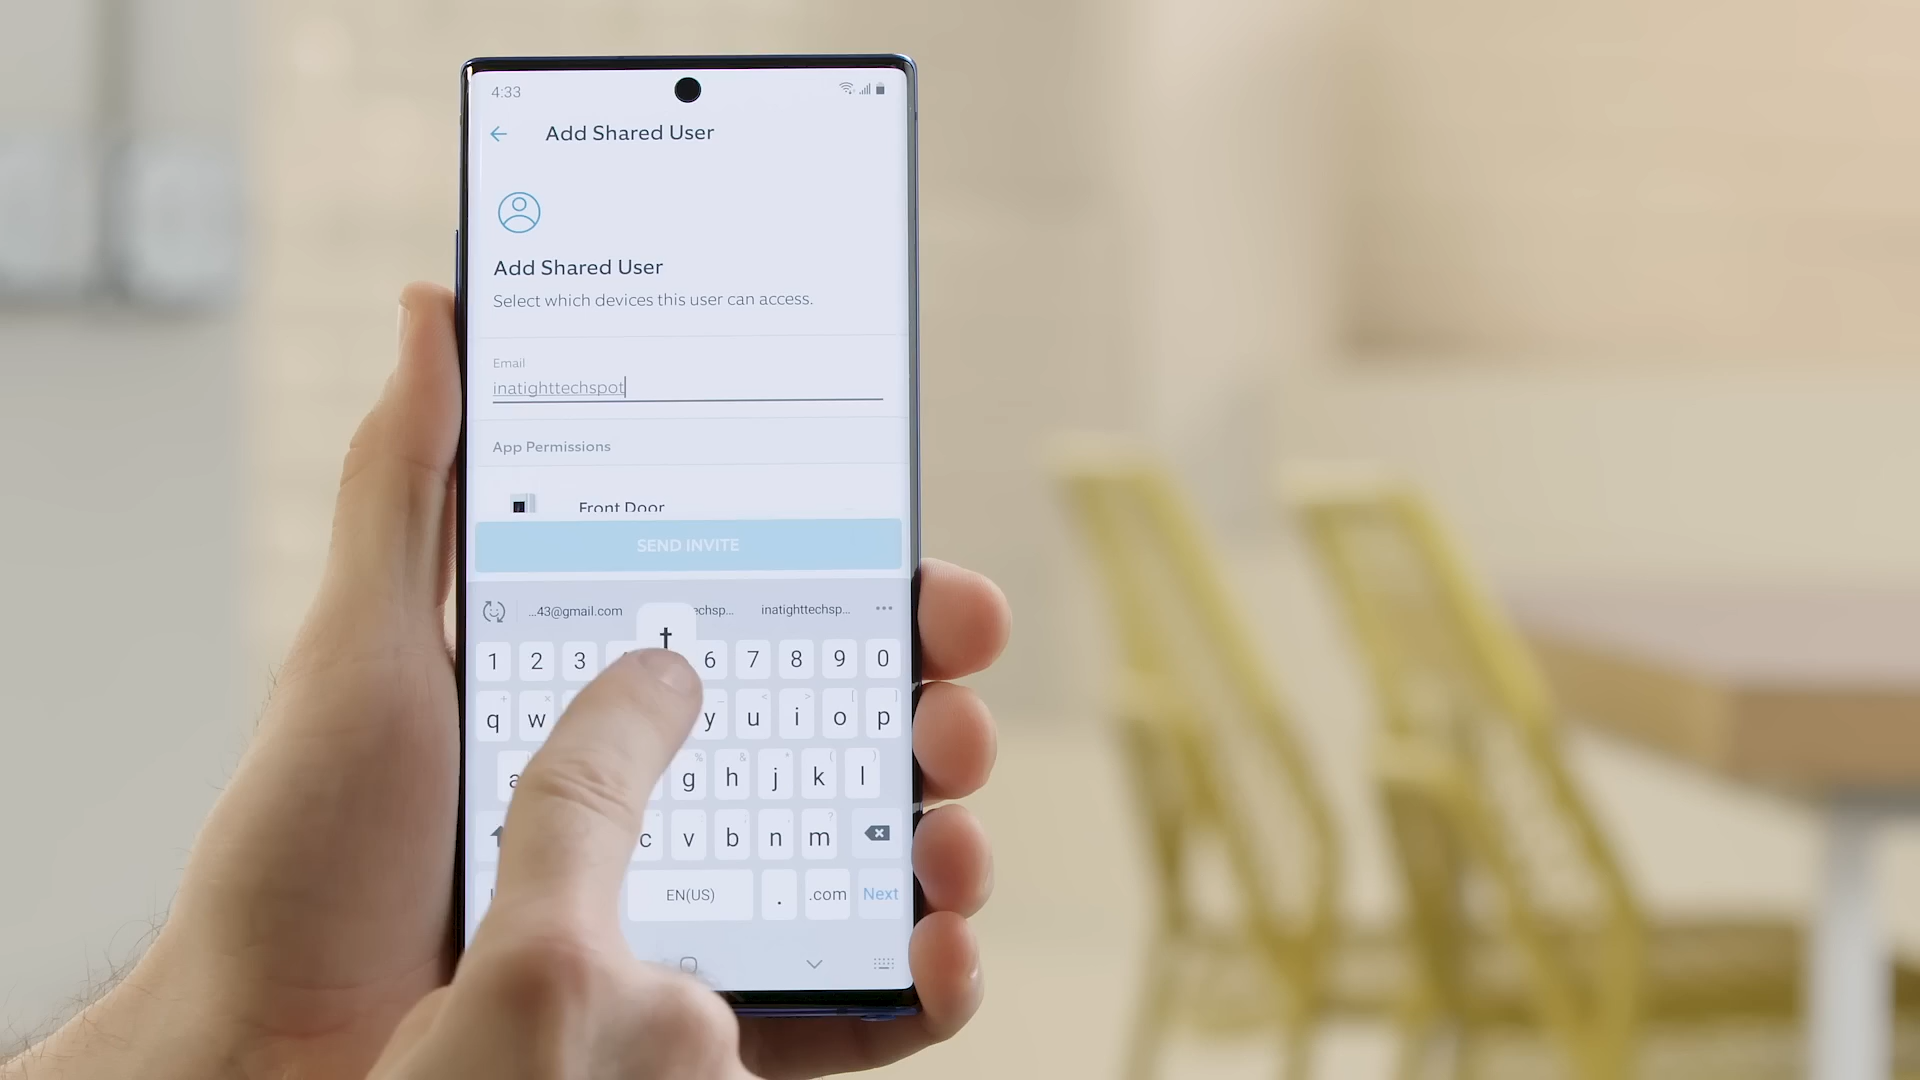 4:33
Add Shared User
Add Shared User
Select which devices this user can access.
Email
inatighttechspot
App Permissions
Front Door
SEND INVITE
...43@gmail.com echsp... inatighttechsp... •••
t
1 2 3 6 7 8 9 0
q w y u i o p
a g h j k l
c v b n m
EN(US) . .com Next